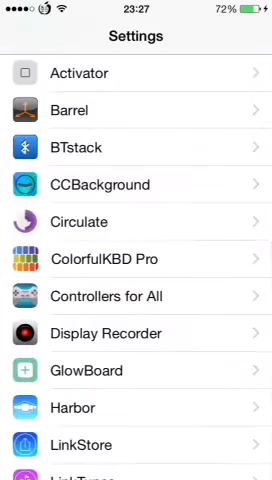 23:27
72%
Settings
Activator
Barrel
BTstack
CCBackground
Circulate
ColorfulKBD Pro
Controllers for All
Display Recorder
GlowBoard
Harbor
LinkStore
LinkTunes